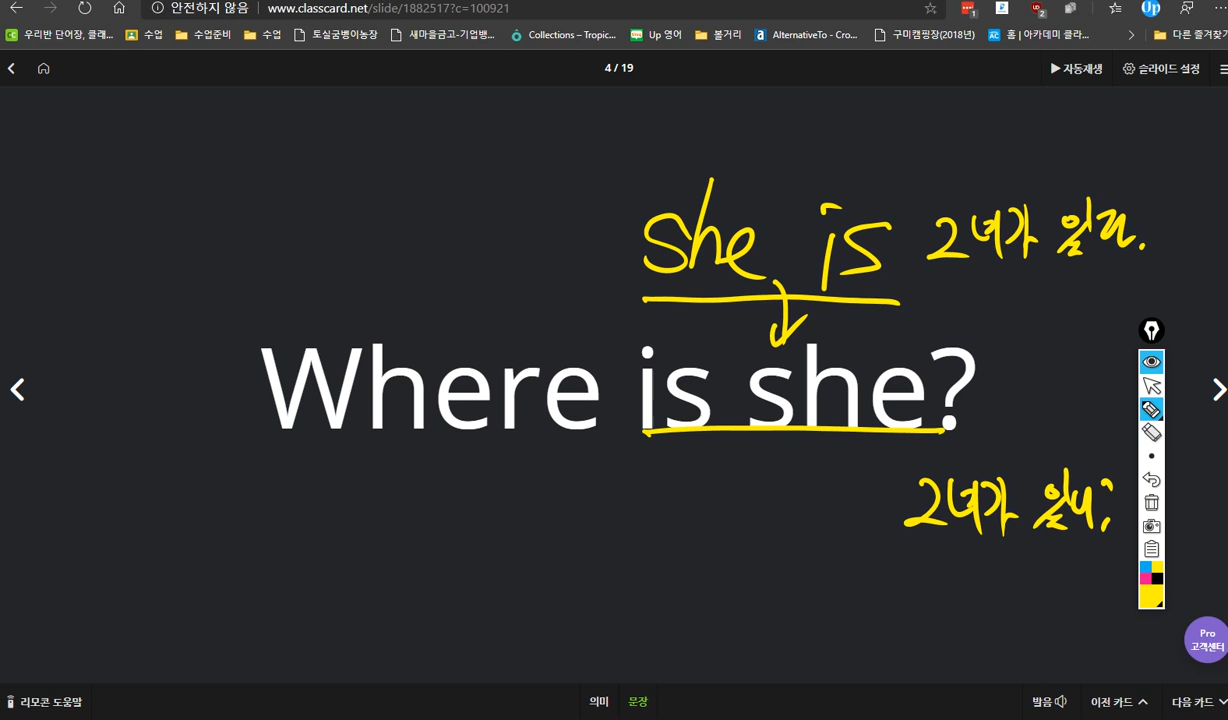 안전하지 않음 www.classcard.net/slide/1882517?c=100921
우리반 단어장, 클래... 수업 수업준비 수업 토실굼벵이농장 새마을금고-기업뱅... Collections – Tropic... Up 영어 볼거리 AlternativeTo - Cro... 구미캠핑장(2018년) 홈 | 아카데미 클라... 다른 즐겨찾기
4 / 19
자동재생 슬라이드 설정
she is 그녀가 있다.
Where is she?
그녀가 있니?
Pro
고객센터
리모콘 도움말 의미 문장 발음 이전 카드 다음 카드